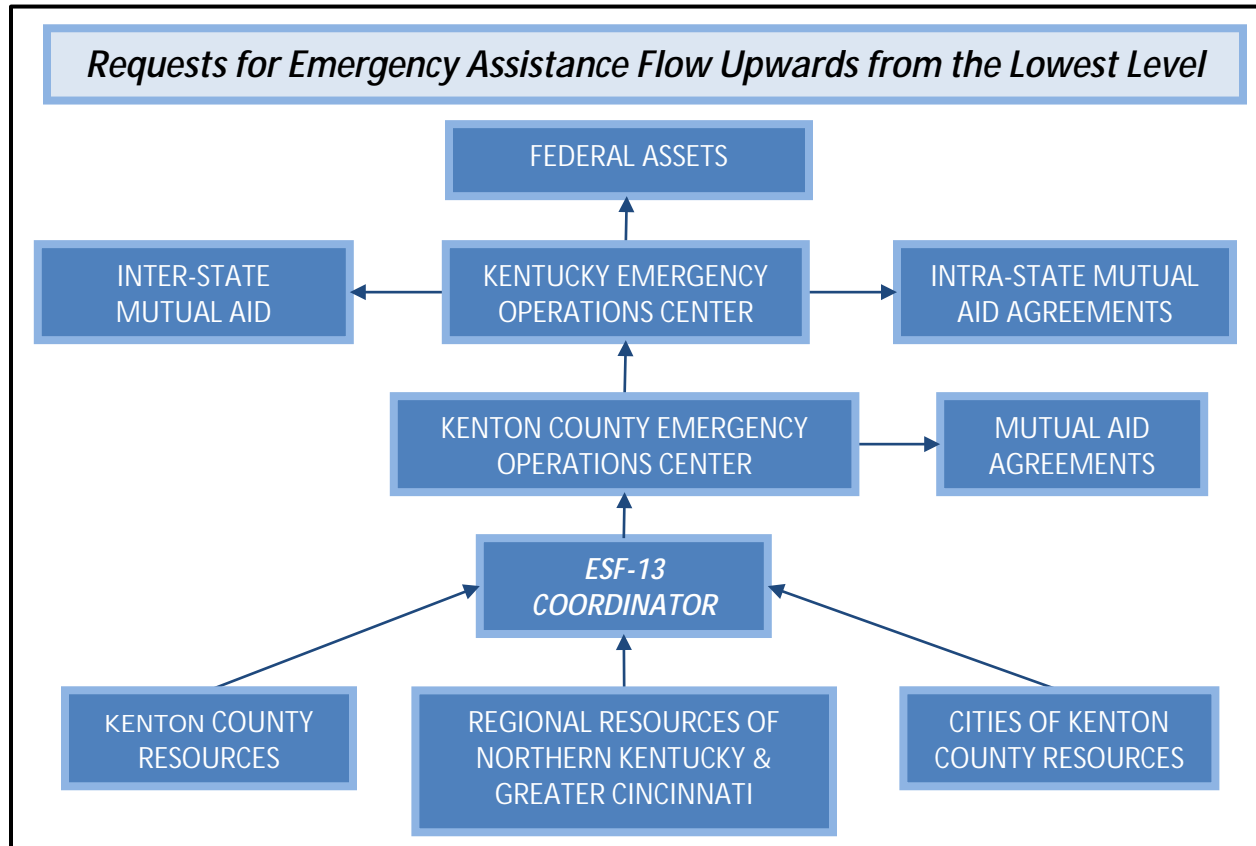 Requests for Emergency Assistance Flow Upwards from the Lowest Level
FEDERAL ASSETS
INTER-STATE
MUTUAL AID
KENTUCKY EMERGENCY
OPERATIONS CENTER
INTRA-STATE MUTUAL
AID AGREEMENTS
KENTON COUNTY EMERGENCY
OPERATIONS CENTER
MUTUAL AID
AGREEMENTS
ESF-13
COORDINATOR
KENTON COUNTY
RESOURCES
REGIONAL RESOURCES OF
NORTHERN KENTUCKY &
GREATER CINCINNATI
CITIES OF KENTON
COUNTY RESOURCES